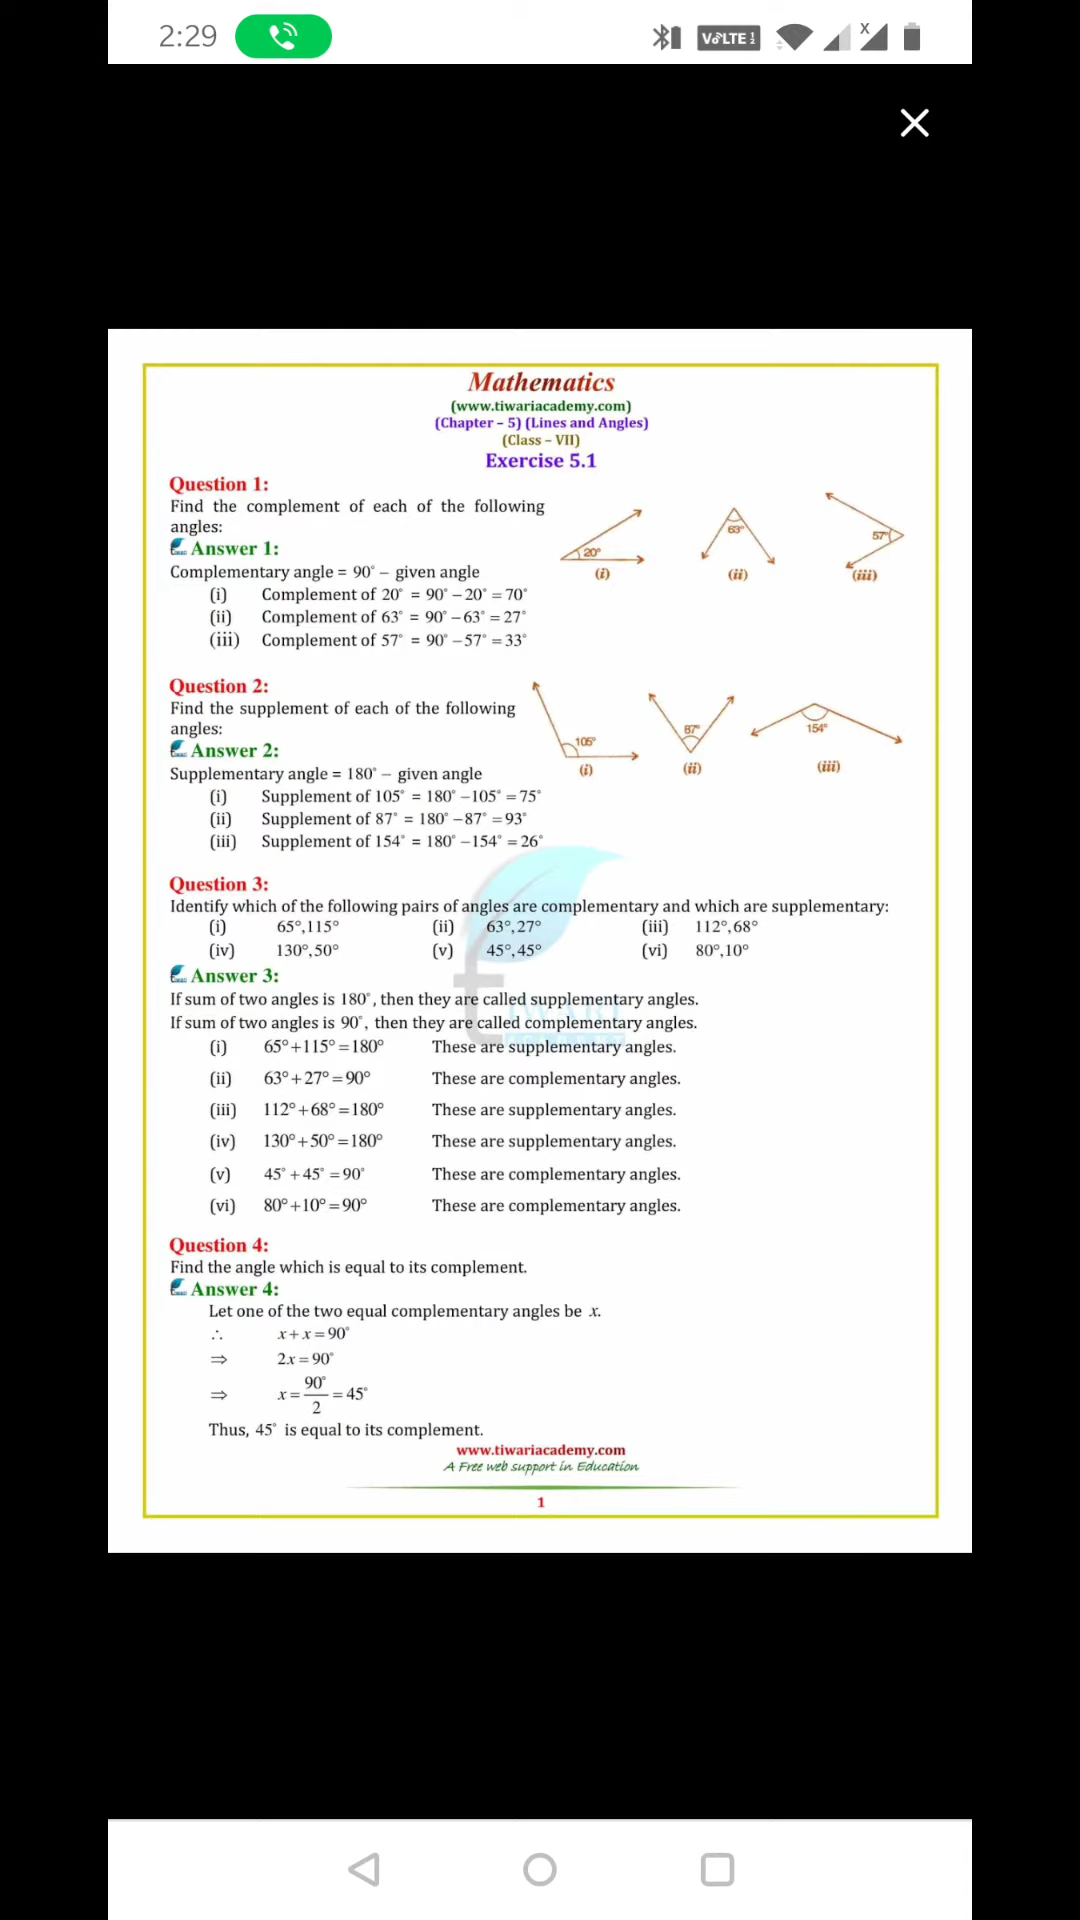 2:29
VoLTE 1
X
Mathematics
(www.tiwariacademy.com)
(Chapter – 5) (Lines and Angles)
(Class – VII)
Exercise 5.1
Question 1:
Find the complement of each of the following
angles:
20°
(i)
63°
(ii)
57°
(iii)
Answer 1:
Complementary angle = 90° – given angle
(i) Complement of 20° = 90° – 20° = 70°
(ii) Complement of 63° = 90° – 63° = 27°
(iii) Complement of 57° = 90° – 57° = 33°
Question 2:
Find the supplement of each of the following
angles:
105°
(i)
87°
(ii)
154°
(iii)
Answer 2:
Supplementary angle = 180° – given angle
(i) Supplement of 105° = 180° – 105° = 75°
(ii) Supplement of 87° = 180° – 87° = 93°
(iii) Supplement of 154° = 180° – 154° = 26°
Question 3:
Identify which of the following pairs of angles are complementary and which are supplementary:
(i) 65°,115° (ii) 63°,27° (iii) 112°,68°
(iv) 130°,50° (v) 45°,45° (vi) 80°,10°
Answer 3:
If sum of two angles is 180°, then they are called supplementary angles.
If sum of two angles is 90°, then they are called complementary angles.
(i) 65°+115°=180° These are supplementary angles.
(ii) 63°+27°=90° These are complementary angles.
(iii) 112°+68°=180° These are supplementary angles.
(iv) 130°+50°=180° These are supplementary angles.
(v) 45°+45°=90° These are complementary angles.
(vi) 80°+10°=90° These are complementary angles.
Question 4:
Find the angle which is equal to its complement.
Answer 4:
Let one of the two equal complementary angles be x.
∴ x+x=90°
⇒ 2x=90°
⇒ x=90°/2=45°
Thus, 45° is equal to its complement.
www.tiwariacademy.com
A Free web support in Education
1